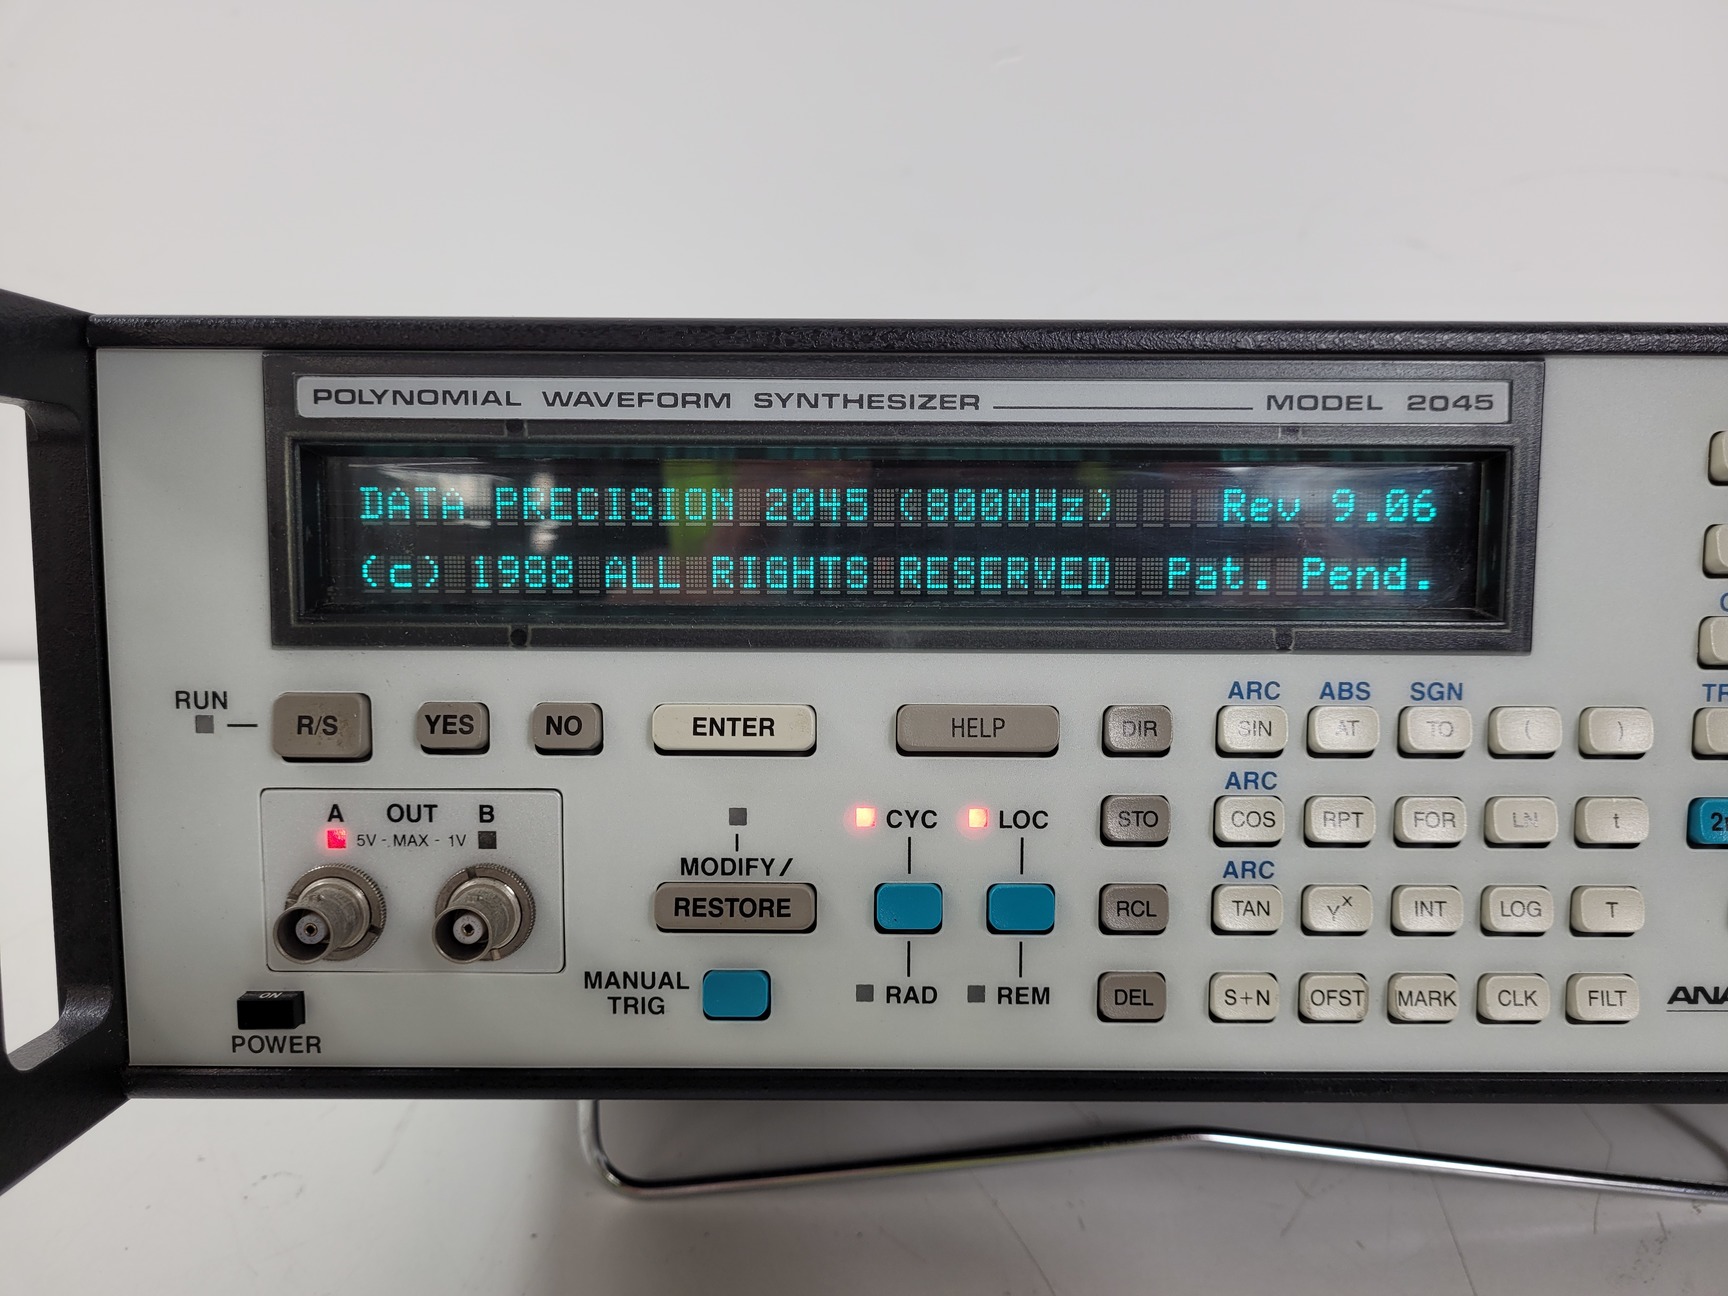 POLYNOMIAL WAVEFORM SYNTHESIZER MODEL 2045
DATA PRECISION 2045 (800MHz) Rev 9.06
(c) 1988 ALL RIGHTS RESERVED Pat. Pend.
RUN
R/S YES NO ENTER HELP DIR
ARC ABS SGN
SIN AT TO ( )
A OUT B
5V - MAX - 1V
MODIFY/
RESTORE
CYC LOC
RAD REM
MANUAL
TRIG
ON
POWER
STO
ARC
COS RPT FOR LN t
RCL
ARC
TAN Y^X INT LOG T
DEL S+N OFST MARK CLK FILT